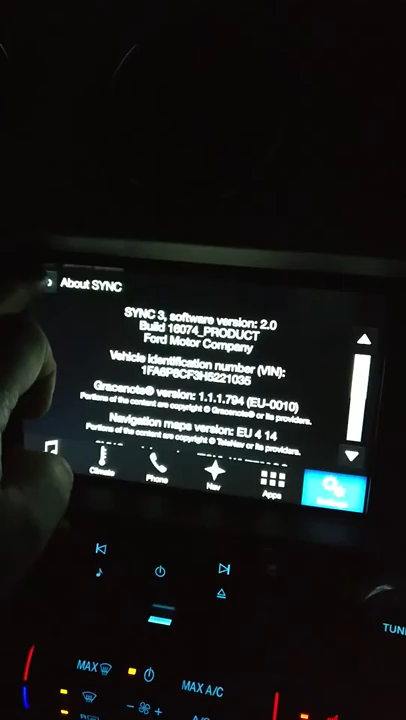 About SYNC
SYNC 3, software version: 2.0
Build 16074_PRODUCT
Ford Motor Company
Vehicle identification number (VIN):
1FA6P8CF3H5221035
Gracenote® version: 1.1.1.794 (EU-0010)
Portions of the content are copyright © Gracenote® or its providers.
Navigation maps version: EU 4 14
Portions of the content are copyright © TeleNav or its providers.
Climate
Phone
Nav
Apps
Settings
TUN
MAX
MAX A/C